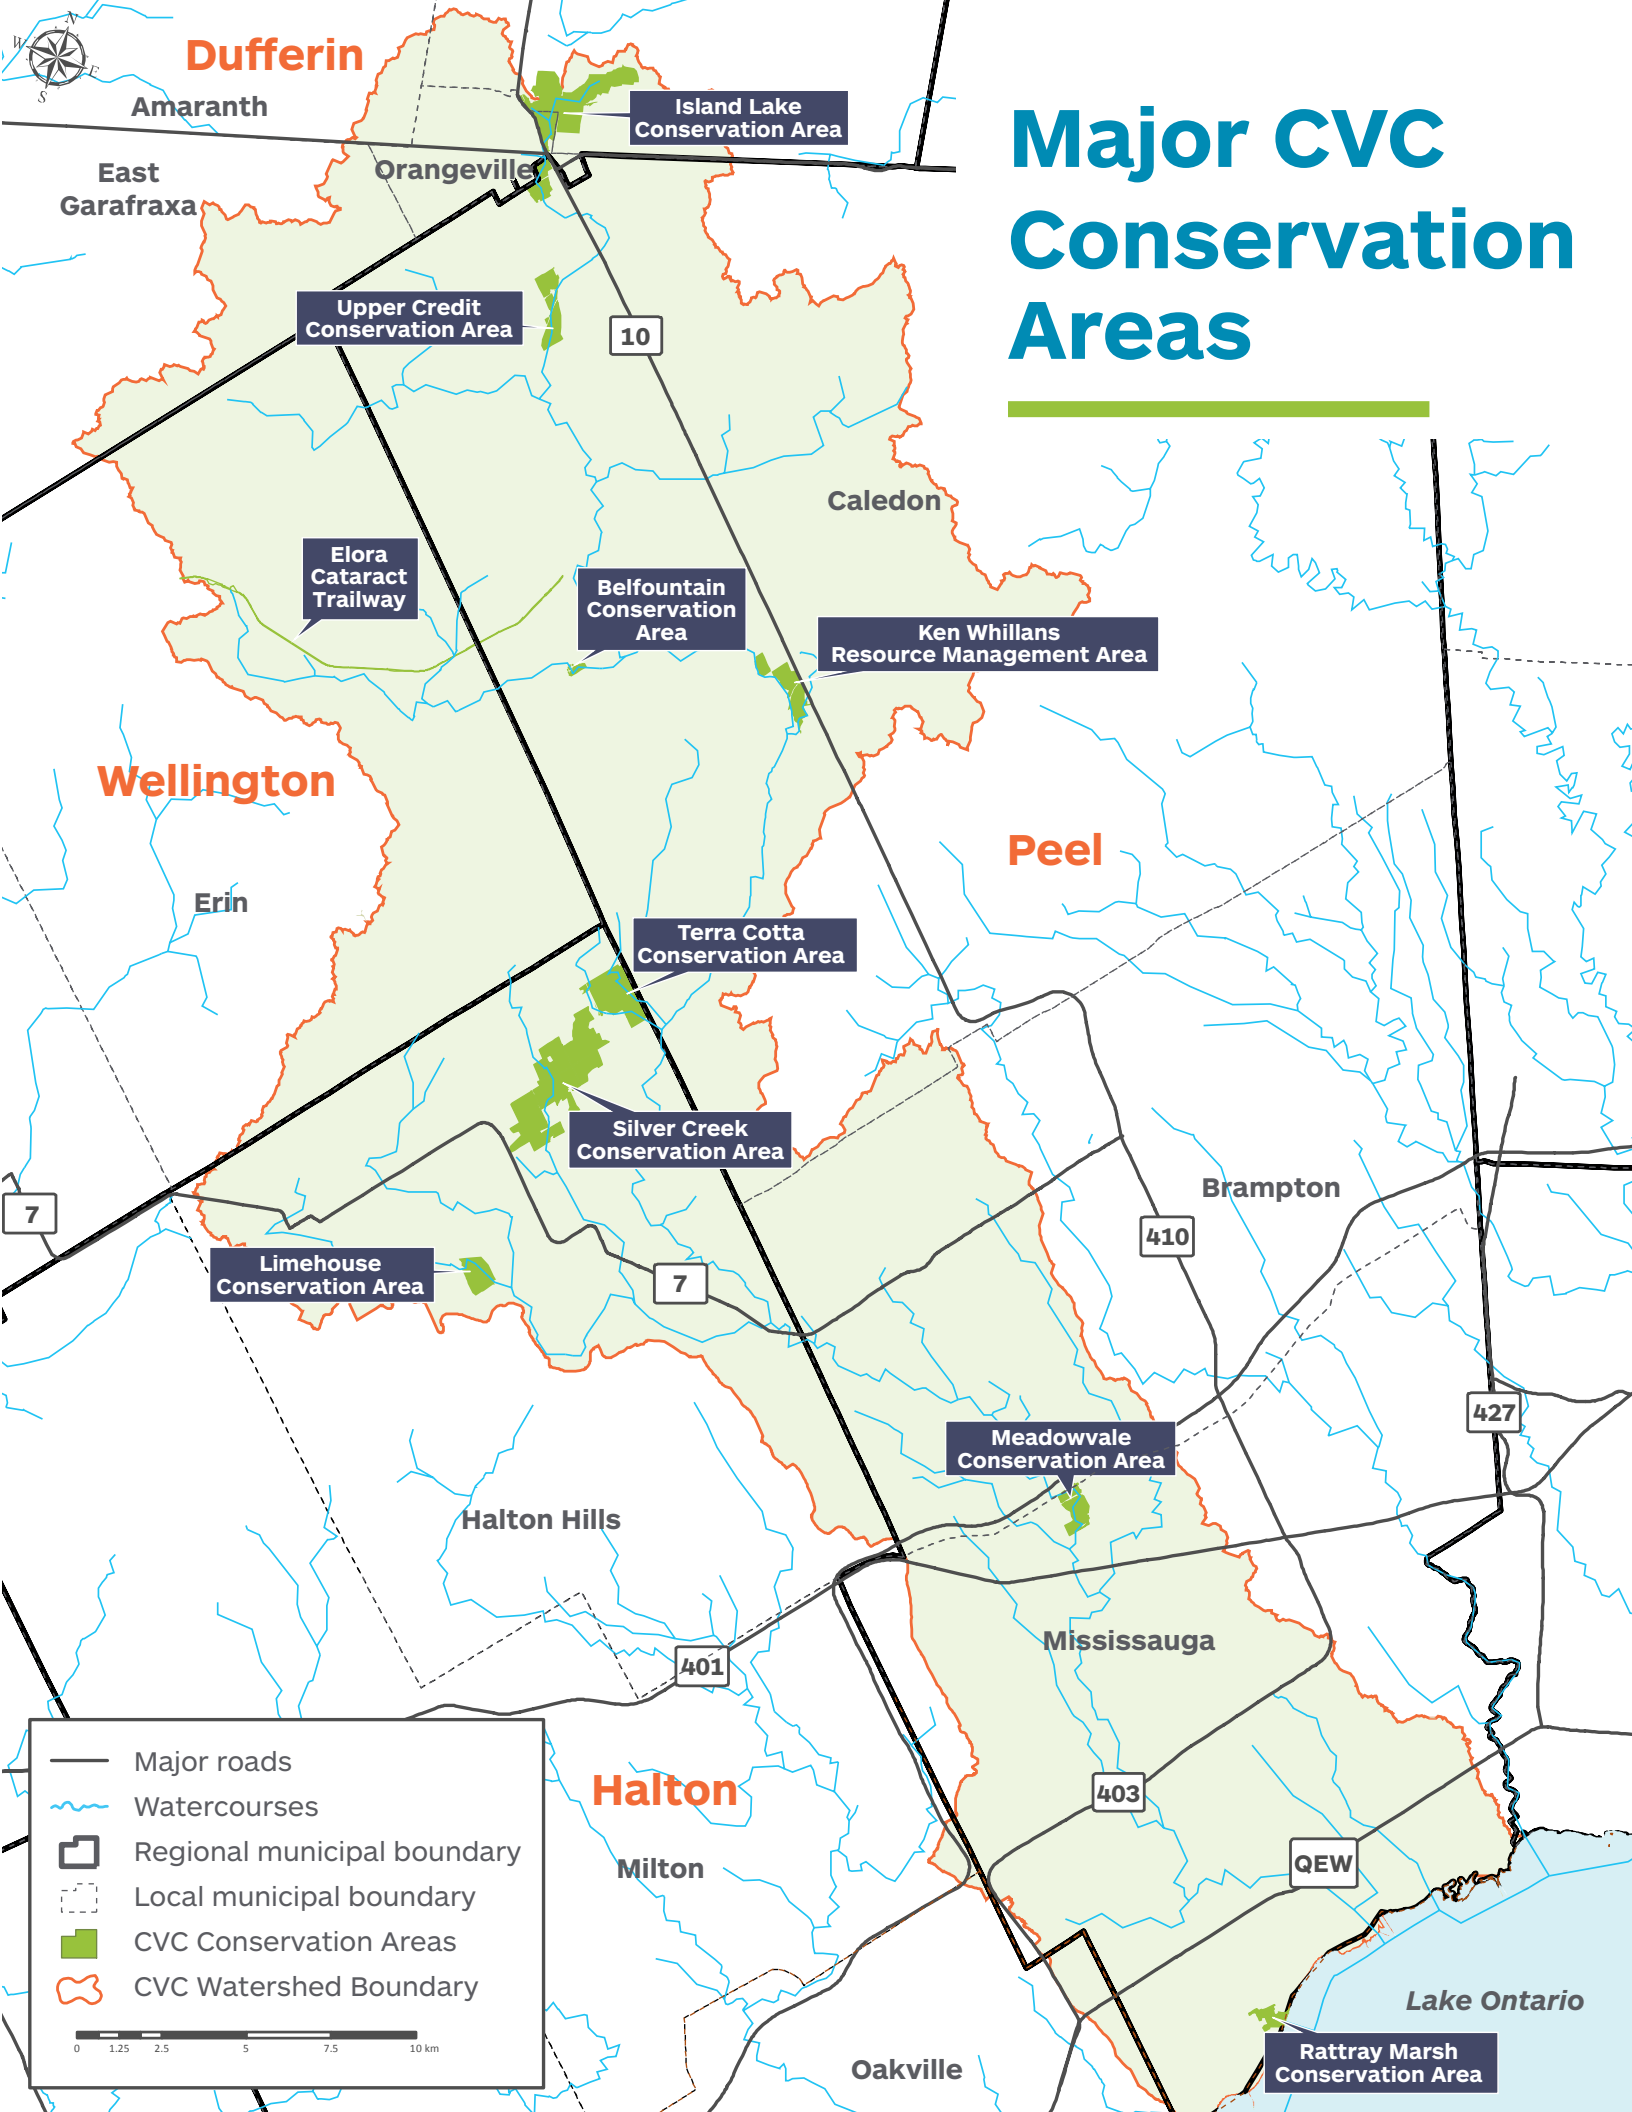 N
W
E
S
Dufferin
Amaranth
East
Garafraxa
Orangeville
Island Lake
Conservation Area
Major CVC
Conservation
Areas
Upper Credit
Conservation Area
10
Caledon
Elora
Cataract
Trailway
Belfountain
Conservation
Area
Ken Whillans
Resource Management Area
Wellington
Peel
Erin
Terra Cotta
Conservation Area
Silver Creek
Conservation Area
Brampton
7
410
Limehouse
Conservation Area
7
427
Meadowvale
Conservation Area
Halton Hills
Mississauga
401
Halton
403
Milton
QEW
Lake Ontario
Oakville
Rattray Marsh
Conservation Area
Major roads
Watercourses
Regional municipal boundary
Local municipal boundary
CVC Conservation Areas
CVC Watershed Boundary
0 1.25 2.5 5 7.5 10 km